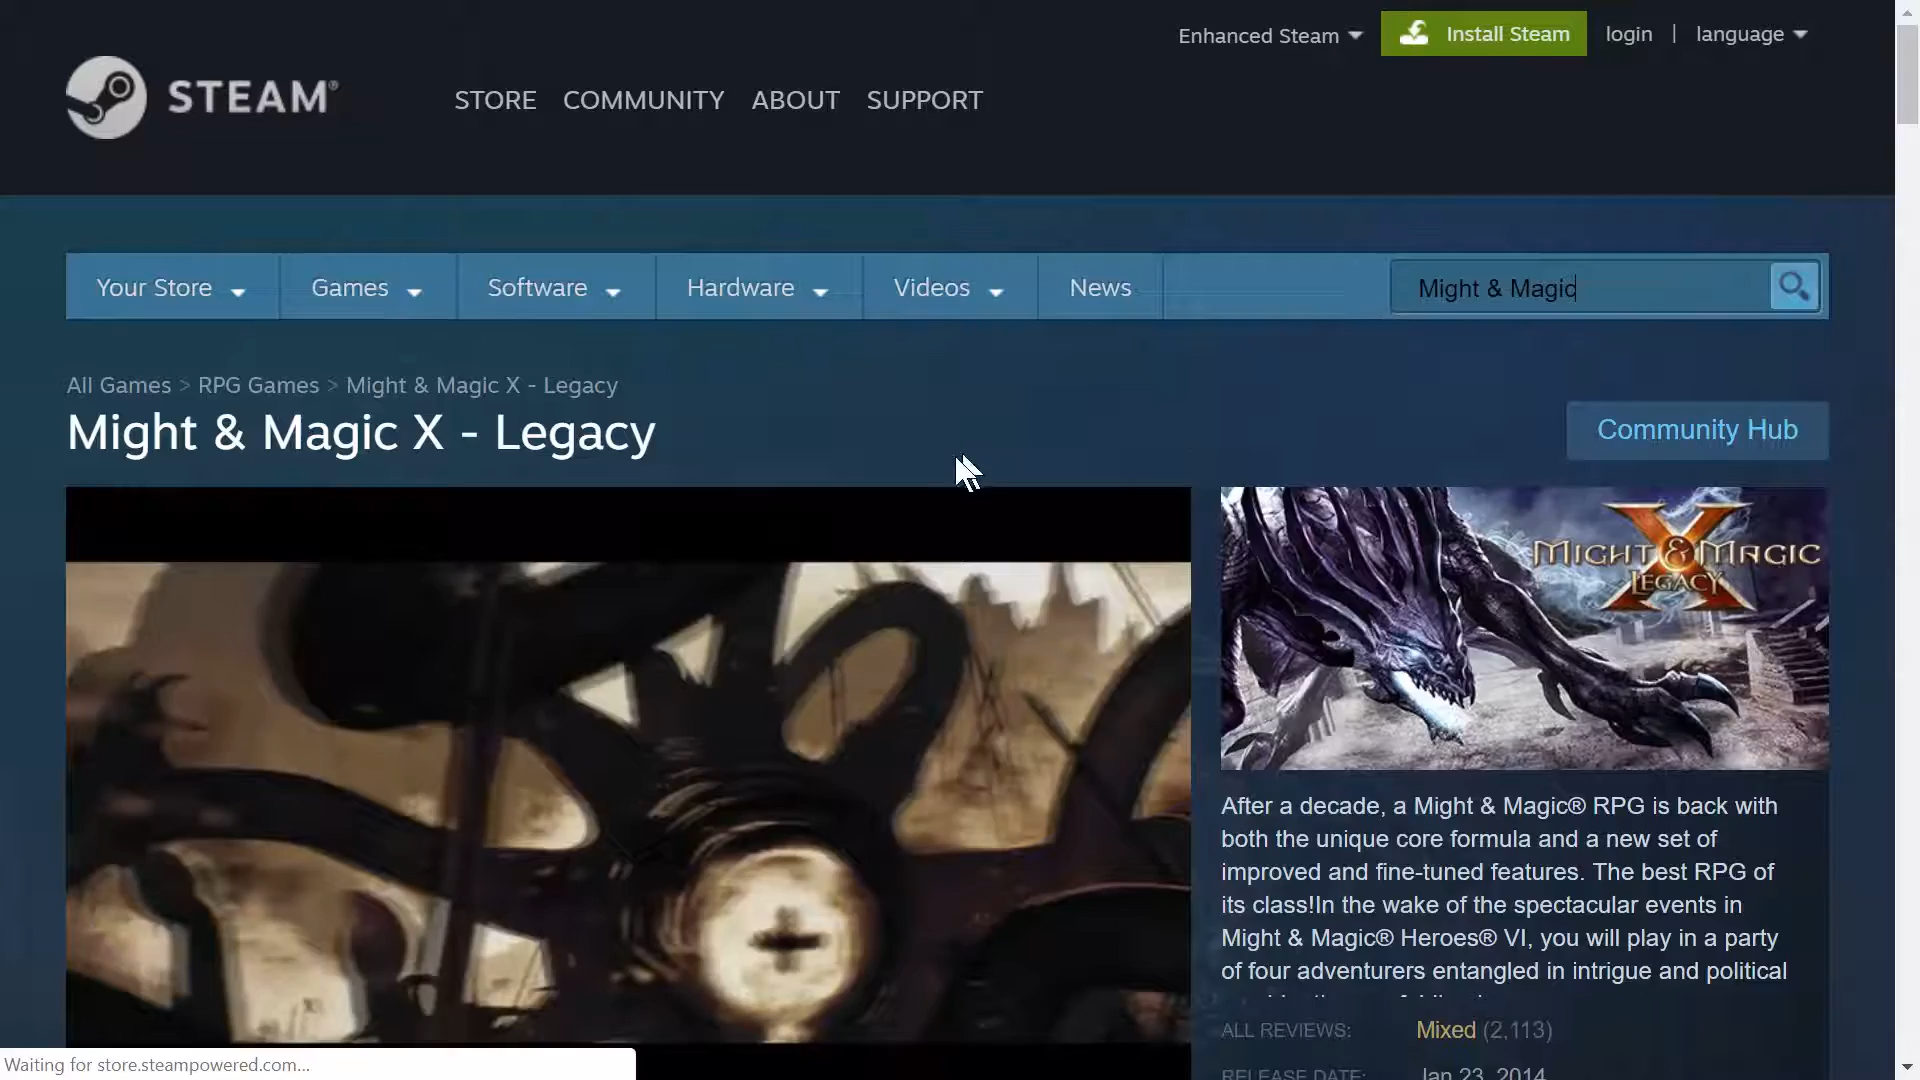 Enhanced Steam
Install Steam
login
|
language
STEAM®
STORE
COMMUNITY
ABOUT
SUPPORT
Your Store
Games
Software
Hardware
Videos
News
Might & Magic
All Games > RPG Games > Might & Magic X - Legacy
Might & Magic X - Legacy
Community Hub
MIGHT & MAGIC
X
LEGACY
After a decade, a Might & Magic® RPG is back with
both the unique core formula and a new set of
improved and fine-tuned features. The best RPG of
its class!In the wake of the spectacular events in
Might & Magic® Heroes® VI, you will play in a party
of four adventurers entangled in intrigue and political
ALL REVIEWS: Mixed (2,113)
RELEASE DATE: Jan 23, 2014
Waiting for store.steampowered.com...